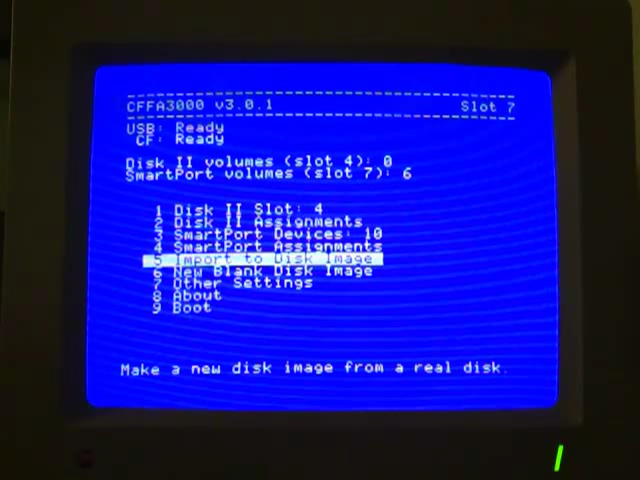 CFFA3000 v3.0.1 Slot 7
USB: Ready
CF: Ready
Disk II volumes (slot 4): 0
SmartPort volumes (slot 7): 6
1 Disk II Slot: 4
2 Disk II Assignments
3 SmartPort Devices: 10
4 SmartPort Assignments
5 Import to Disk Image
6 New Blank Disk Image
7 Other Settings
8 About
9 Boot
Make a new disk image from a real disk.